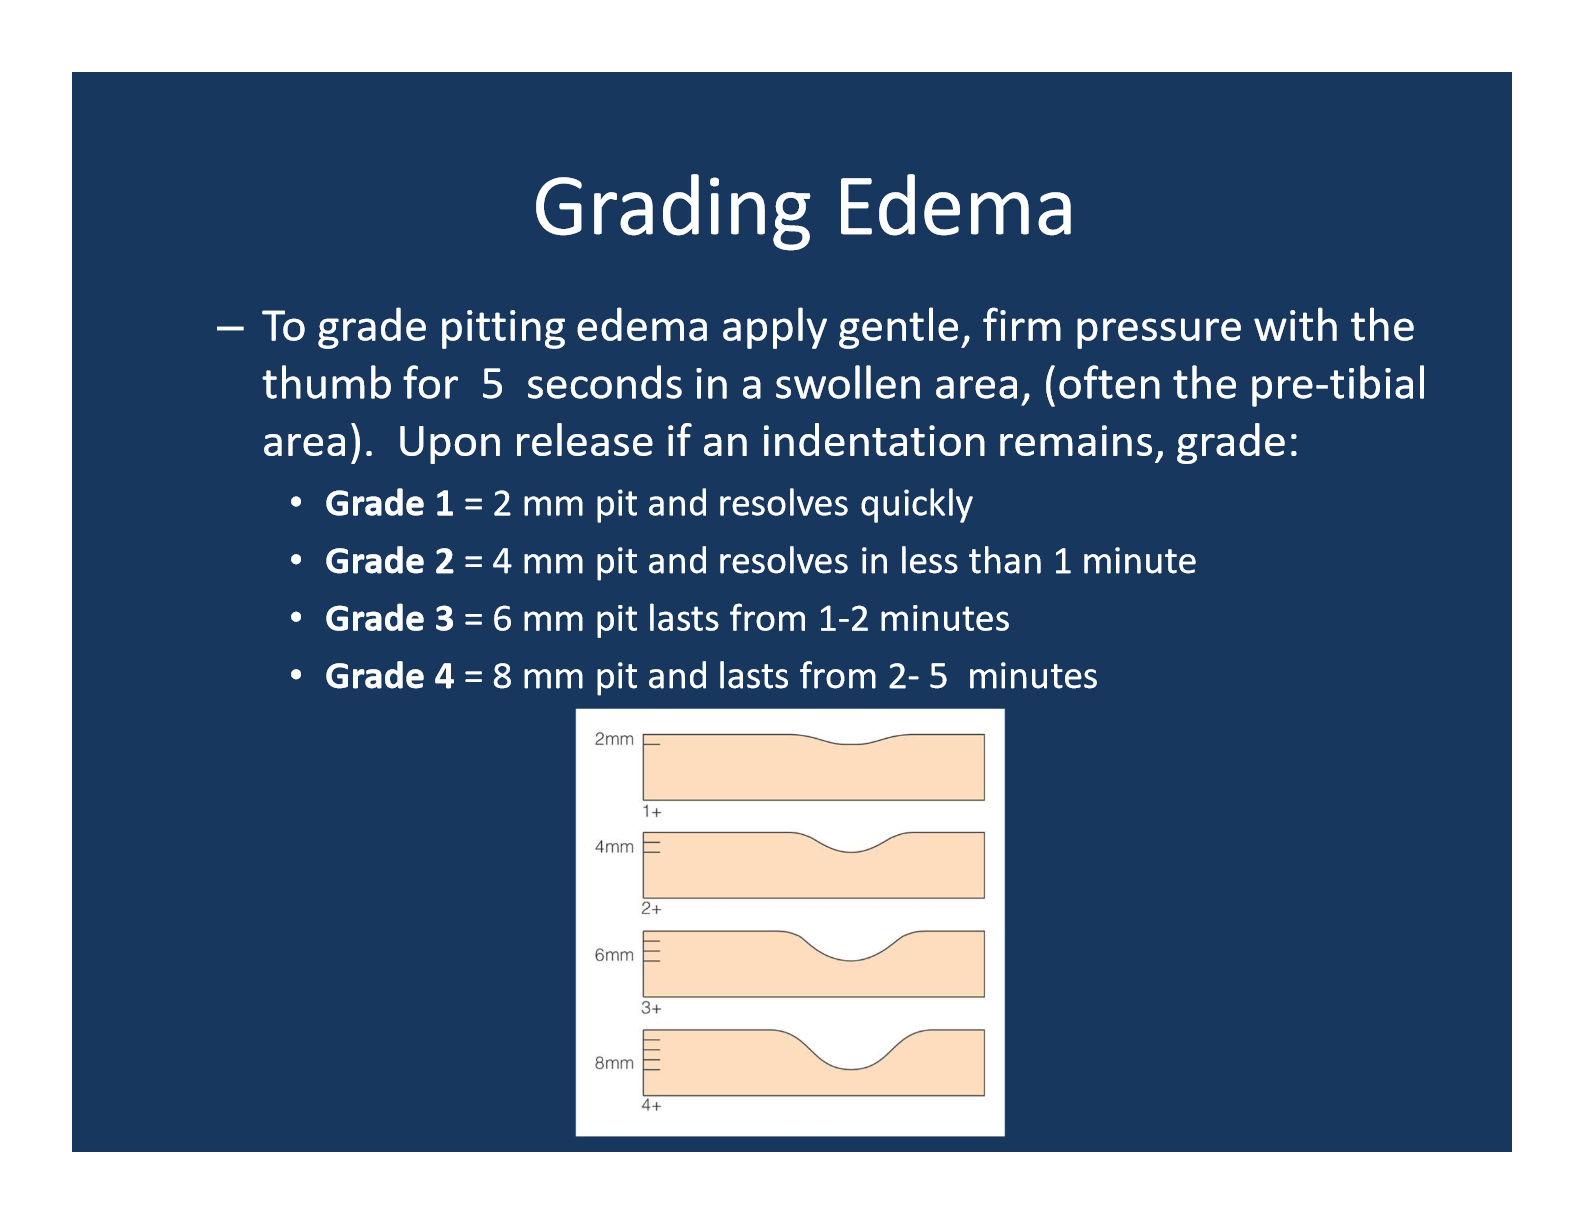 Grading Edema
– To grade pitting edema apply gentle, firm pressure with the
thumb for  5  seconds in a swollen area, (often the pre-tibial
area).  Upon release if an indentation remains, grade:
• Grade 1 = 2 mm pit and resolves quickly
• Grade 2 = 4 mm pit and resolves in less than 1 minute
• Grade 3 = 6 mm pit lasts from 1-2 minutes
• Grade 4 = 8 mm pit and lasts from 2- 5  minutes
2mm
1+
4mm
2+
6mm
3+
8mm
4+